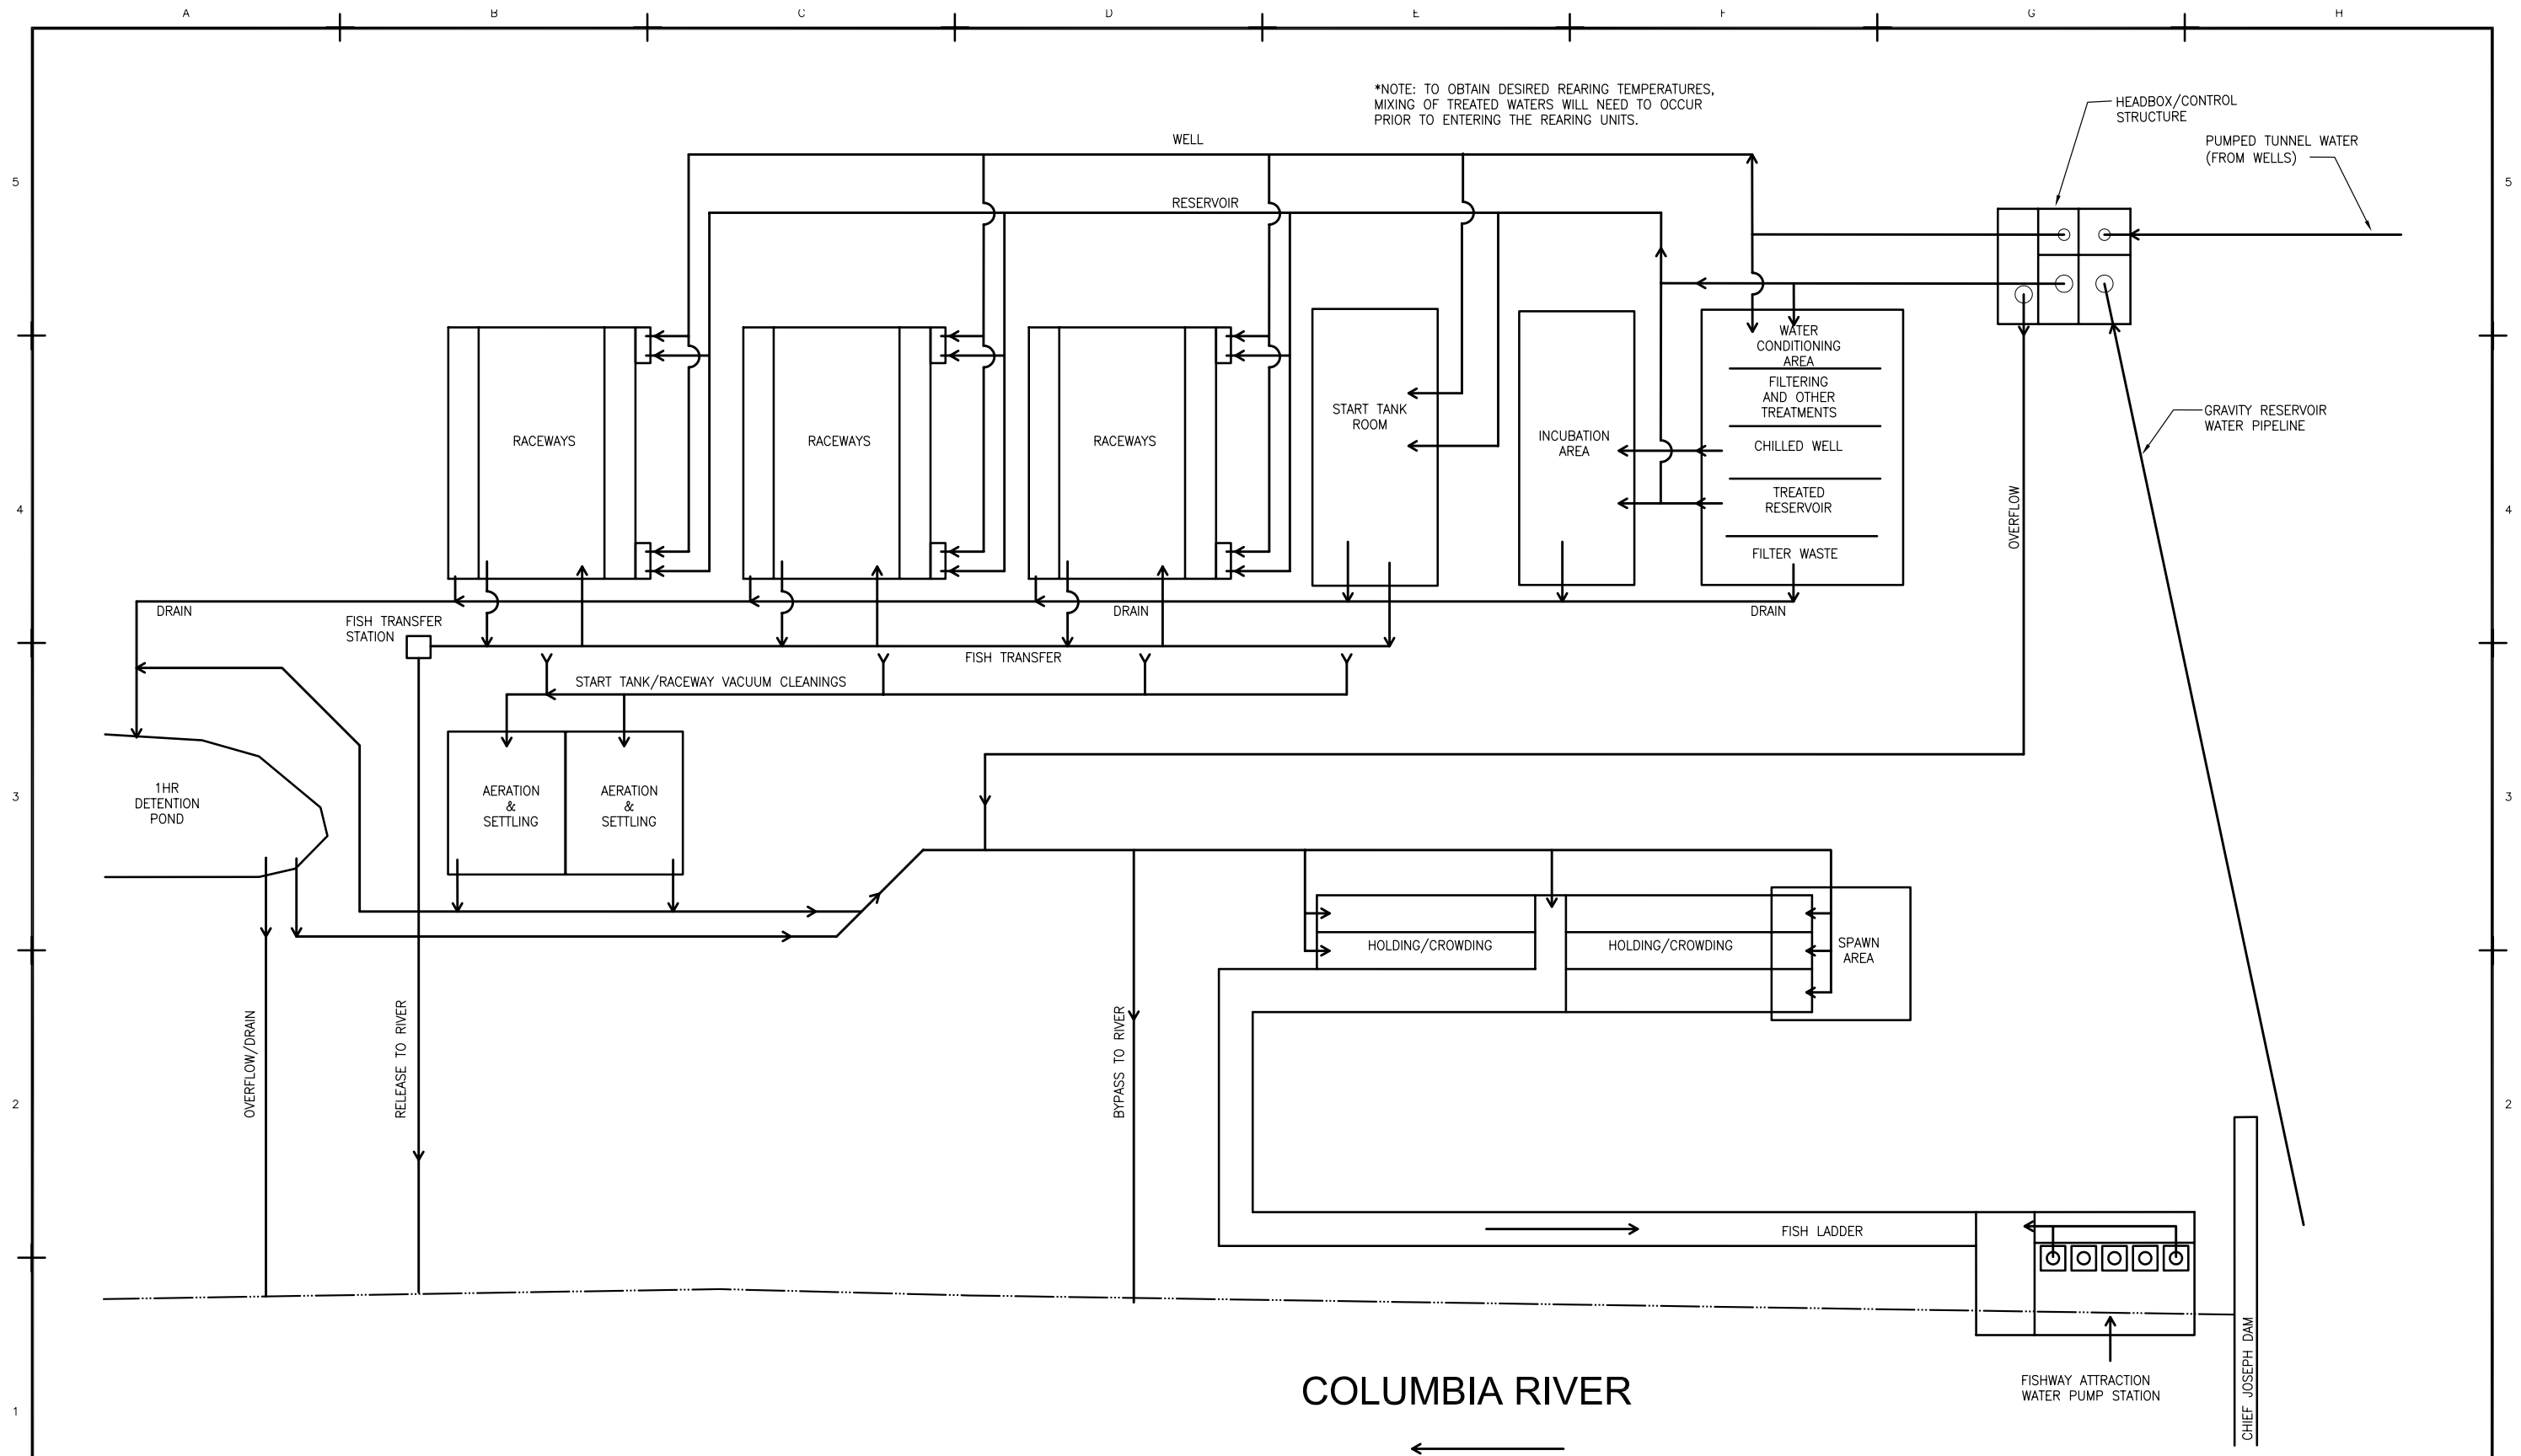 A B C D E F G H
*NOTE: TO OBTAIN DESIRED REARING TEMPERATURES,
MIXING OF TREATED WATERS WILL NEED TO OCCUR
PRIOR TO ENTERING THE REARING UNITS.
HEADBOX/CONTROL
STRUCTURE
PUMPED TUNNEL WATER
(FROM WELLS)
WELL
5
5
RESERVOIR
WATER
CONDITIONING
AREA
FILTERING
AND OTHER
TREATMENTS
CHILLED WELL
TREATED
RESERVOIR
FILTER WASTE
START TANK
ROOM
INCUBATION
AREA
GRAVITY RESERVOIR
WATER PIPELINE
RACEWAYS
RACEWAYS
RACEWAYS
4
4
OVERFLOW
DRAIN
DRAIN
DRAIN
FISH TRANSFER
STATION
FISH TRANSFER
START TANK/RACEWAY VACUUM CLEANINGS
1HR
DETENTION
POND
AERATION
&
SETTLING
AERATION
&
SETTLING
3
3
HOLDING/CROWDING
HOLDING/CROWDING
SPAWN
AREA
OVERFLOW/DRAIN
RELEASE TO RIVER
BYPASS TO RIVER
2
2
FISH LADDER
COLUMBIA RIVER
FISHWAY ATTRACTION
WATER PUMP STATION
CHIEF JOSEPH DAM
1